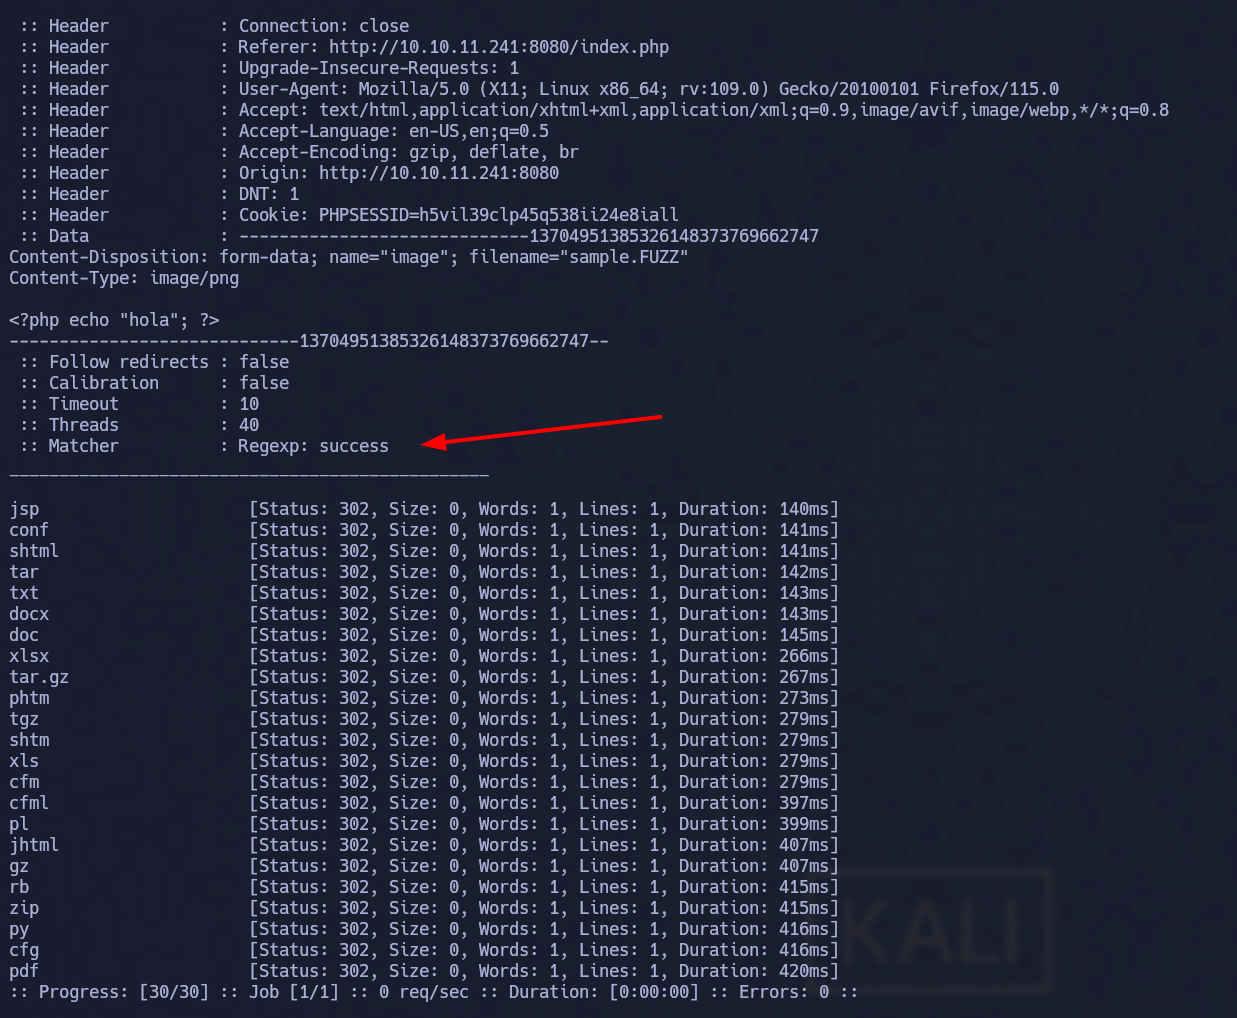 :: Header : Connection: close
:: Header : Referer: http://10.10.11.241:8080/index.php
:: Header : Upgrade-Insecure-Requests: 1
:: Header : User-Agent: Mozilla/5.0 (X11; Linux x86_64; rv:109.0) Gecko/20100101 Firefox/115.0
:: Header : Accept: text/html,application/xhtml+xml,application/xml;q=0.9,image/avif,image/webp,*/*;q=0.8
:: Header : Accept-Language: en-US,en;q=0.5
:: Header : Accept-Encoding: gzip, deflate, br
:: Header : Origin: http://10.10.11.241:8080
:: Header : DNT: 1
:: Header : Cookie: PHPSESSID=h5vil39clp45q538ii24e8iall
:: Data : -----------------------------137049513853261483737696​62747
Content-Disposition: form-data; name="image"; filename="sample.FUZZ"
Content-Type: image/png
<?php echo "hola"; ?>
-----------------------------13704951385326148373769662747--
:: Follow redirects : false
:: Calibration : false
:: Timeout : 10
:: Threads : 40
:: Matcher : Regexp: success
________________________________________________
jsp [Status: 302, Size: 0, Words: 1, Lines: 1, Duration: 140ms]
conf [Status: 302, Size: 0, Words: 1, Lines: 1, Duration: 141ms]
shtml [Status: 302, Size: 0, Words: 1, Lines: 1, Duration: 141ms]
tar [Status: 302, Size: 0, Words: 1, Lines: 1, Duration: 142ms]
txt [Status: 302, Size: 0, Words: 1, Lines: 1, Duration: 143ms]
docx [Status: 302, Size: 0, Words: 1, Lines: 1, Duration: 143ms]
doc [Status: 302, Size: 0, Words: 1, Lines: 1, Duration: 145ms]
xlsx [Status: 302, Size: 0, Words: 1, Lines: 1, Duration: 266ms]
tar.gz [Status: 302, Size: 0, Words: 1, Lines: 1, Duration: 267ms]
phtm [Status: 302, Size: 0, Words: 1, Lines: 1, Duration: 273ms]
tgz [Status: 302, Size: 0, Words: 1, Lines: 1, Duration: 279ms]
shtm [Status: 302, Size: 0, Words: 1, Lines: 1, Duration: 279ms]
xls [Status: 302, Size: 0, Words: 1, Lines: 1, Duration: 279ms]
cfm [Status: 302, Size: 0, Words: 1, Lines: 1, Duration: 279ms]
cfml [Status: 302, Size: 0, Words: 1, Lines: 1, Duration: 397ms]
pl [Status: 302, Size: 0, Words: 1, Lines: 1, Duration: 399ms]
jhtml [Status: 302, Size: 0, Words: 1, Lines: 1, Duration: 407ms]
gz [Status: 302, Size: 0, Words: 1, Lines: 1, Duration: 407ms]
rb [Status: 302, Size: 0, Words: 1, Lines: 1, Duration: 415ms]
zip [Status: 302, Size: 0, Words: 1, Lines: 1, Duration: 415ms]
py [Status: 302, Size: 0, Words: 1, Lines: 1, Duration: 416ms]
cfg [Status: 302, Size: 0, Words: 1, Lines: 1, Duration: 416ms]
pdf [Status: 302, Size: 0, Words: 1, Lines: 1, Duration: 420ms]
:: Progress: [30/30] :: Job [1/1] :: 0 req/sec :: Duration: [0:00:00] :: Errors: 0 ::
KALI